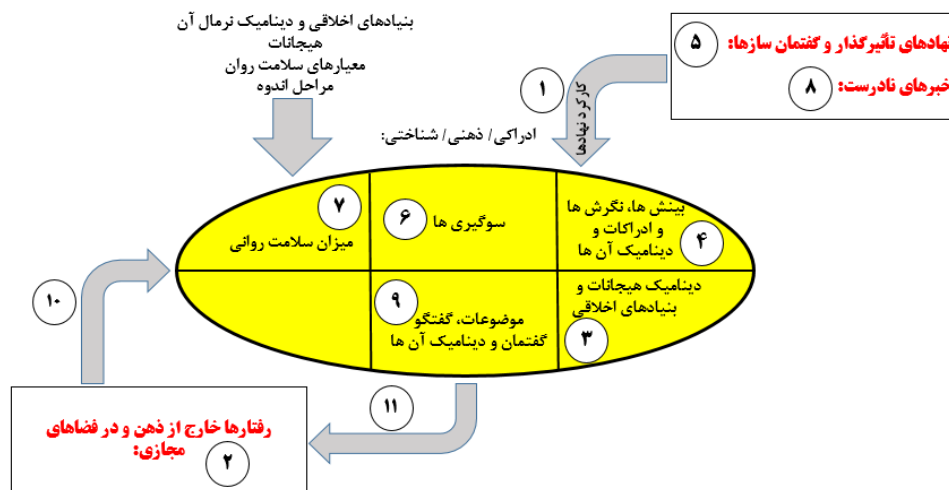 بنیادهای اخلاقی و دینامیک نرمال آن
هیجانات
معیارهای سلامت روان
مراحل اندوه
نهادهای تأثیرگذار و گفتمان سازها: ۵
خبرهای نادرست: ۸
۱
کارکرد نهادها
ادراکی/ ذهنی/ شناختی:
بینش ها، نگرش ها
و ادراکات و
دینامیک آن ها
۴
سوگیری ها ۶
۷
میزان سلامت روانی
دینامیک هیجانات و
بنیادهای اخلاقی
۳
۹
موضوعات، گفتگو
گفتمان و دینامیک آن ها
۱۰
۱۱
رفتارها خارج از ذهن و در فضاهای
مجازی:
۲